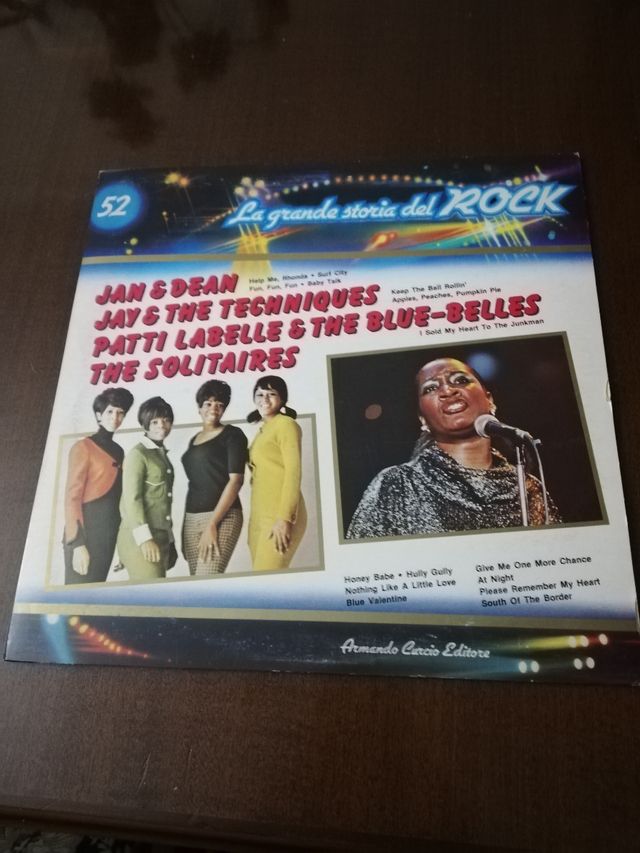 52
La grande storia del ROCK
JAN & DEAN
Help Me, Rhonda • Surf City
Fun, Fun, Fun • Baby Talk
JAY & THE TECHNIQUES
Keep The Ball Rollin'
Apples, Peaches, Pumpkin Pie
PATTI LABELLE & THE BLUE-BELLES
I Sold My Heart To The Junkman
THE SOLITAIRES
Honey Babe • Hully Gully
Nothing Like A Little Love
Blue Valentine
Give Me One More Chance
At Night
Please Remember My Heart
South Of The Border
Armando Curcio Editore